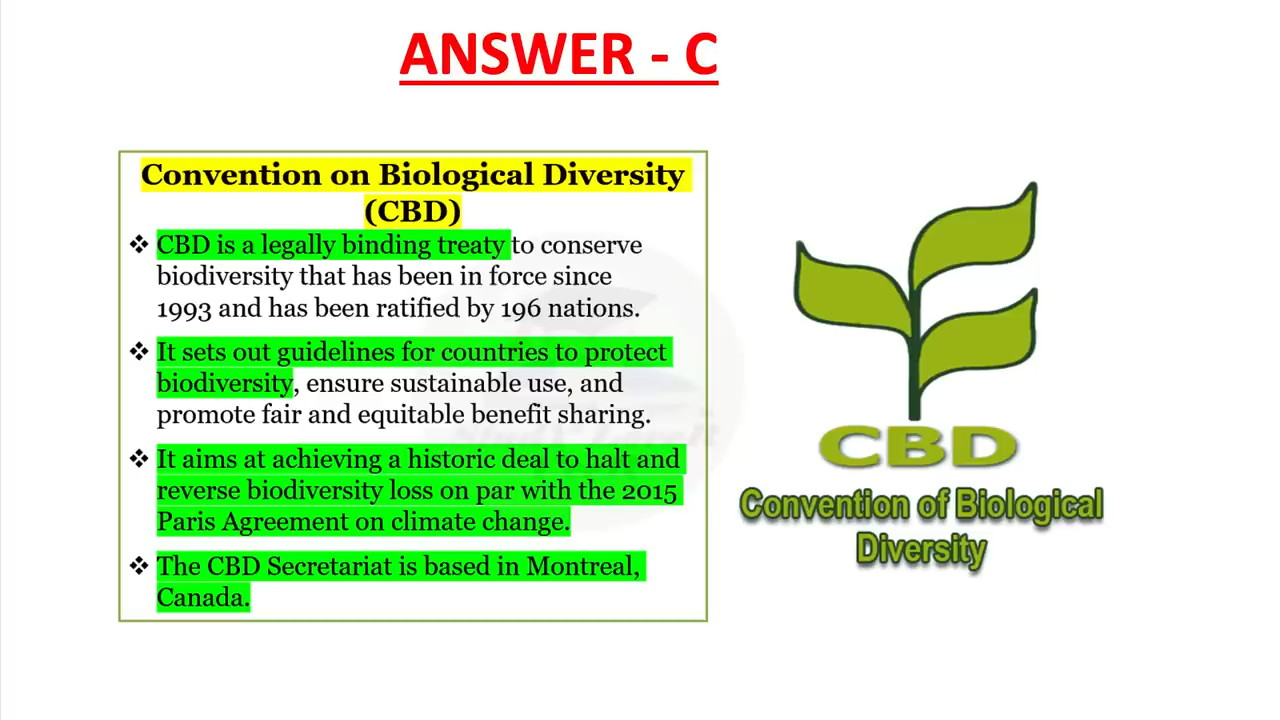 ANSWER - C
Convention on Biological Diversity
(CBD)
❖ CBD is a legally binding treaty to conserve
biodiversity that has been in force since
1993 and has been ratified by 196 nations.
❖ It sets out guidelines for countries to protect
biodiversity, ensure sustainable use, and
promote fair and equitable benefit sharing.
❖ It aims at achieving a historic deal to halt and
reverse biodiversity loss on par with the 2015
Paris Agreement on climate change.
❖ The CBD Secretariat is based in Montreal,
Canada.
CBD
Convention of Biological
Diversity